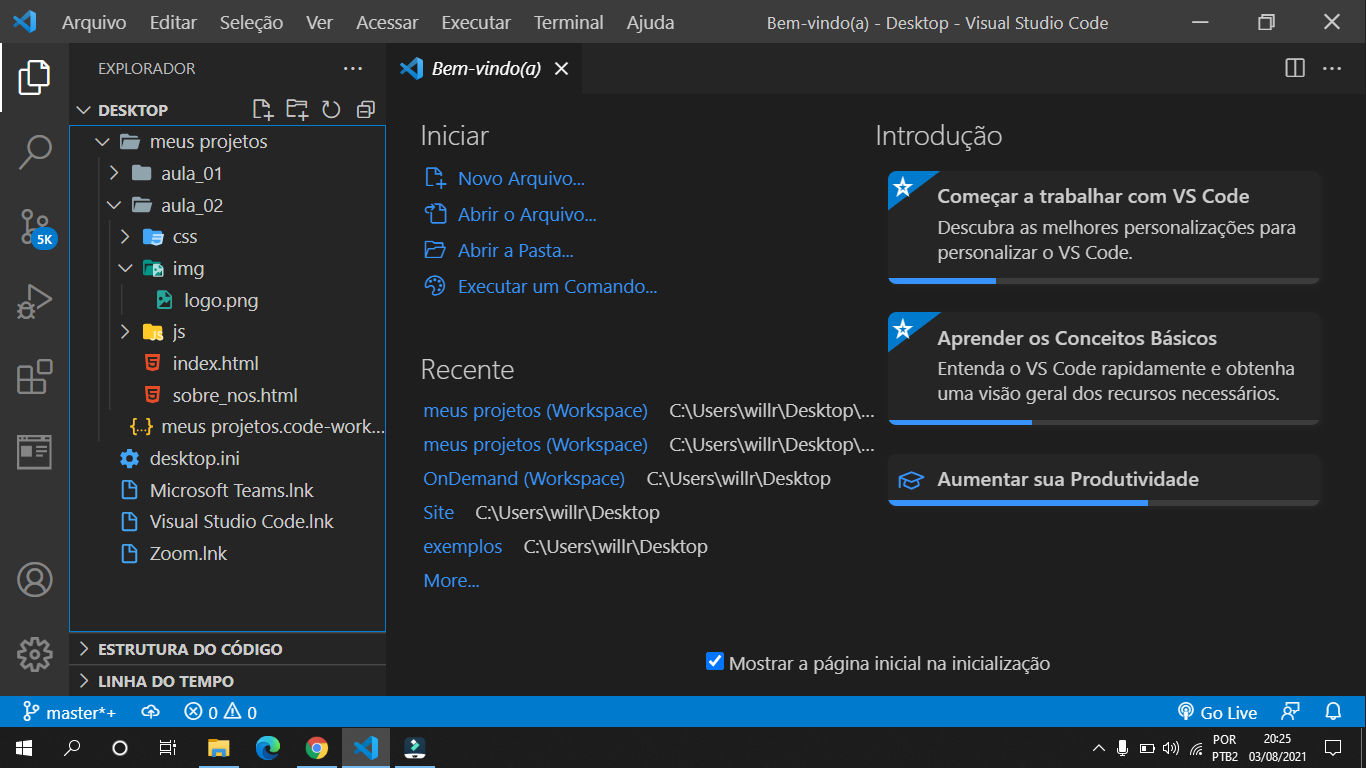 Arquivo Editar Seleção Ver Acessar Executar Terminal Ajuda Bem-vindo(a) - Desktop - Visual Studio Code
EXPLORADOR
Bem-vindo(a)
DESKTOP
meus projetos
aula_01
aula_02
css
img
logo.png
js
JS
index.html
sobre_nos.html
{..} meus projetos.code-work...
desktop.ini
Microsoft Teams.lnk
Visual Studio Code.lnk
Zoom.lnk
ESTRUTURA DO CÓDIGO
LINHA DO TEMPO
5K
Iniciar
Novo Arquivo...
Abrir o Arquivo...
Abrir a Pasta...
Executar um Comando...
Recente
meus projetos (Workspace) C:\Users\willr\Desktop\...
meus projetos (Workspace) C:\Users\willr\Desktop\...
OnDemand (Workspace) C:\Users\willr\Desktop
Site C:\Users\willr\Desktop
exemplos C:\Users\willr\Desktop
More...
Introdução
Começar a trabalhar com VS Code
Descubra as melhores personalizações para
personalizar o VS Code.
Aprender os Conceitos Básicos
Entenda o VS Code rapidamente e obtenha
uma visão geral dos recursos necessários.
Aumentar sua Produtividade
Mostrar a página inicial na inicialização
master*+ 0 0 Go Live
POR
PTB2
20:25
03/08/2021